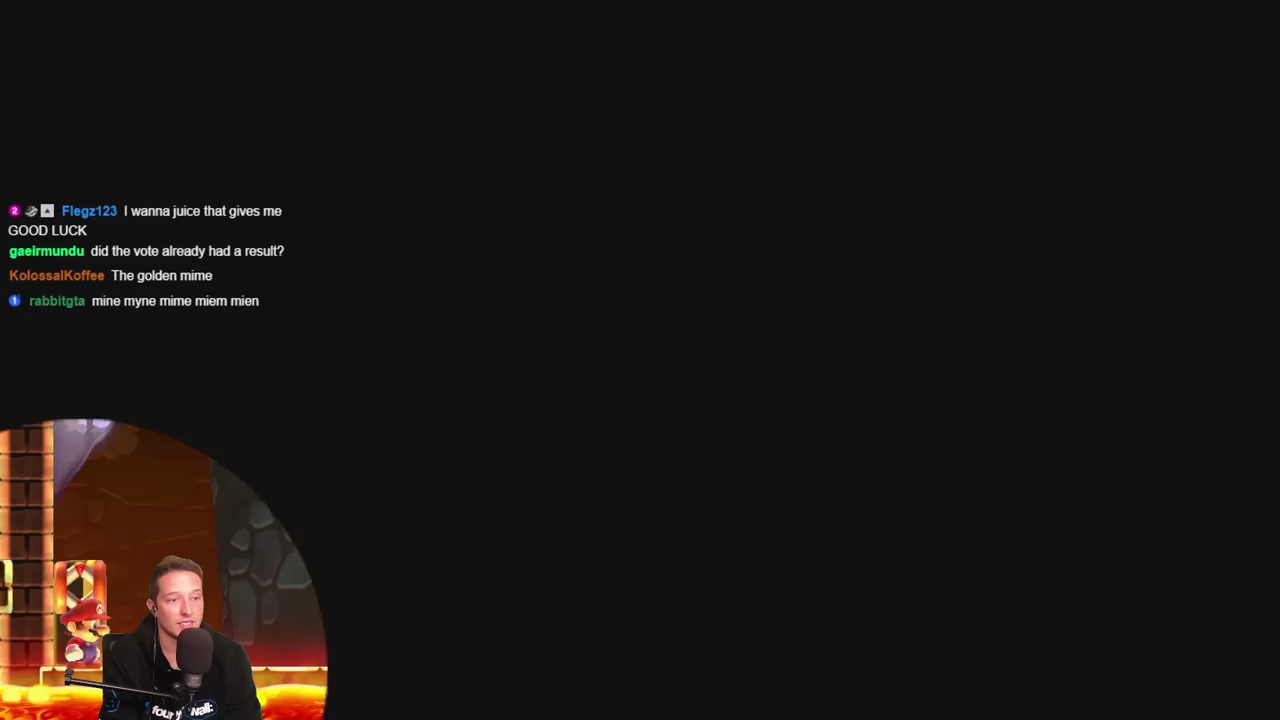 Flegz123 I wanna juice that gives me
GOOD LUCK
gaeirmundu did the vote already had a result?
KolossalKoffee The golden mime
rabbitgta mine myne mime miem mien